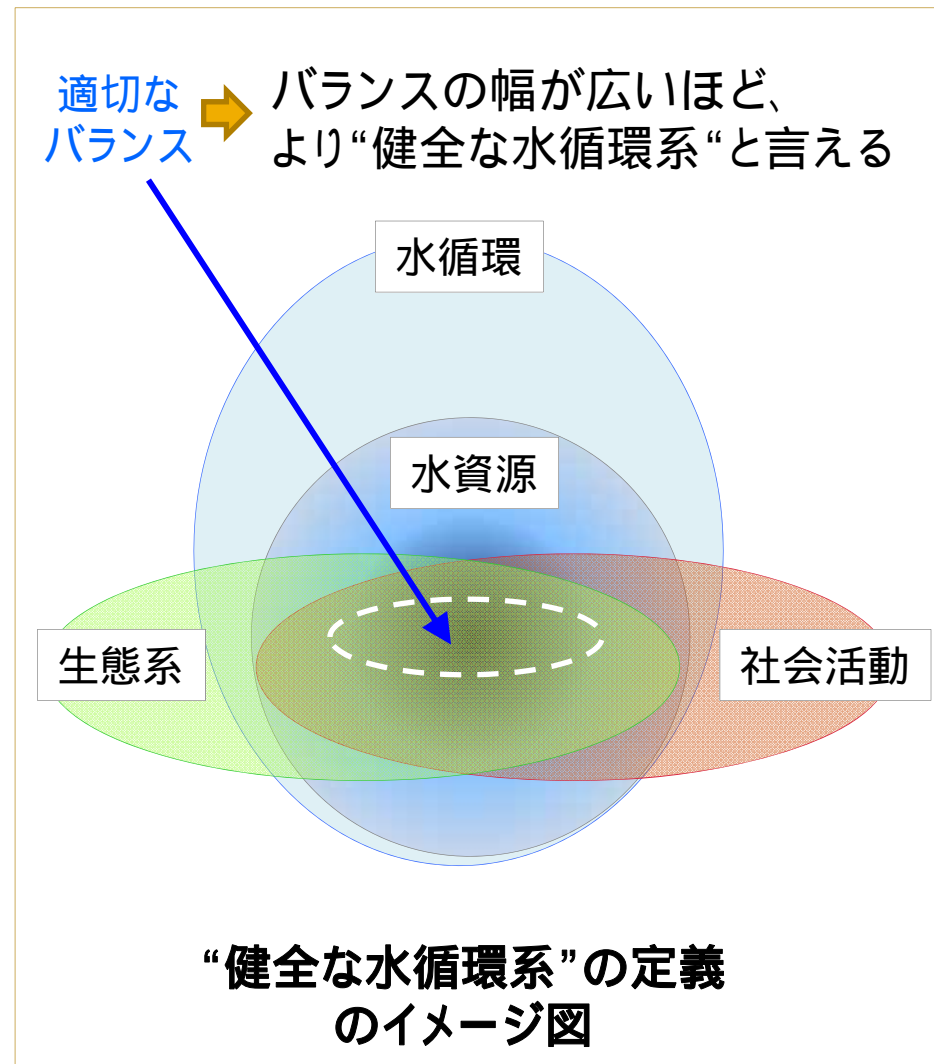 適切な
バランス
バランスの幅が広いほど、
より“健全な水循環系“と言える
水循環
水資源
生態系
社会活動
“健全な水循環系”の定義
のイメージ図